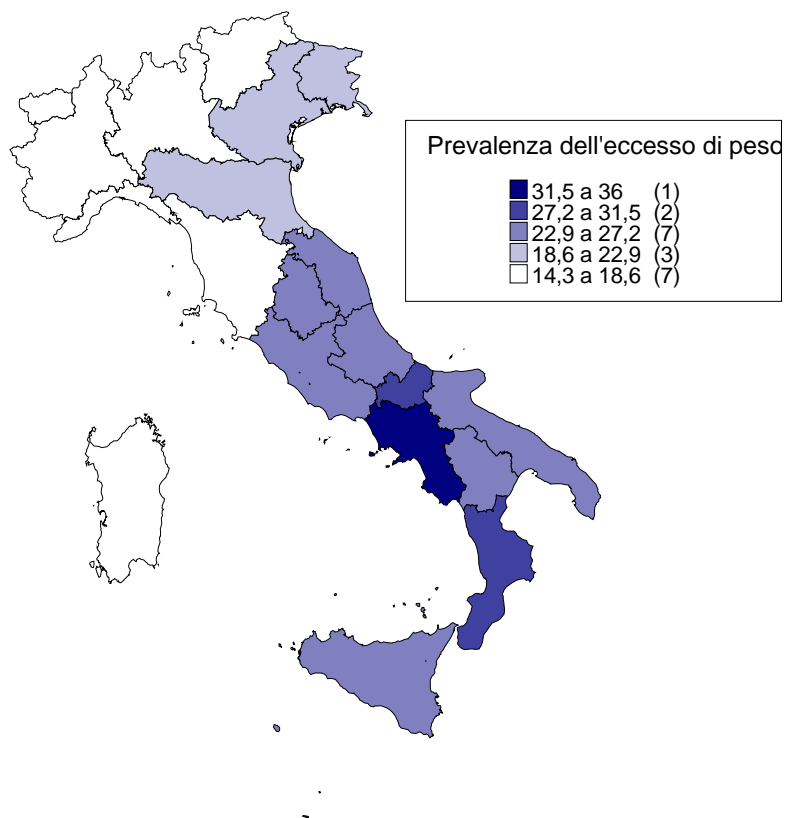 Prevalenza dell'eccesso di peso
31,5 a 36 (1)
27,2 a 31,5 (2)
22,9 a 27,2 (7)
18,6 a 22,9 (3)
14,3 a 18,6 (7)